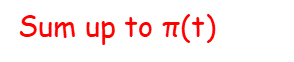 Sum up to π(t)